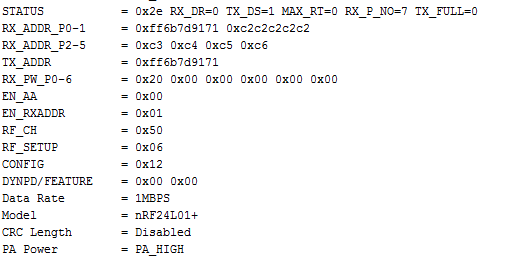 STATUS = 0x2e RX_DR=0 TX_DS=1 MAX_RT=0 RX_P_NO=7 TX_FULL=0
RX_ADDR_P0-1 = 0xff6b7d9171 0xc2c2c2c2c2
RX_ADDR_P2-5 = 0xc3 0xc4 0xc5 0xc6
TX_ADDR = 0xff6b7d9171
RX_PW_P0-6 = 0x20 0x00 0x00 0x00 0x00 0x00
EN_AA = 0x00
EN_RXADDR = 0x01
RF_CH = 0x50
RF_SETUP = 0x06
CONFIG = 0x12
DYNPD/FEATURE = 0x00 0x00
Data Rate = 1MBPS
Model = nRF24L01+
CRC Length = Disabled
PA Power = PA_HIGH